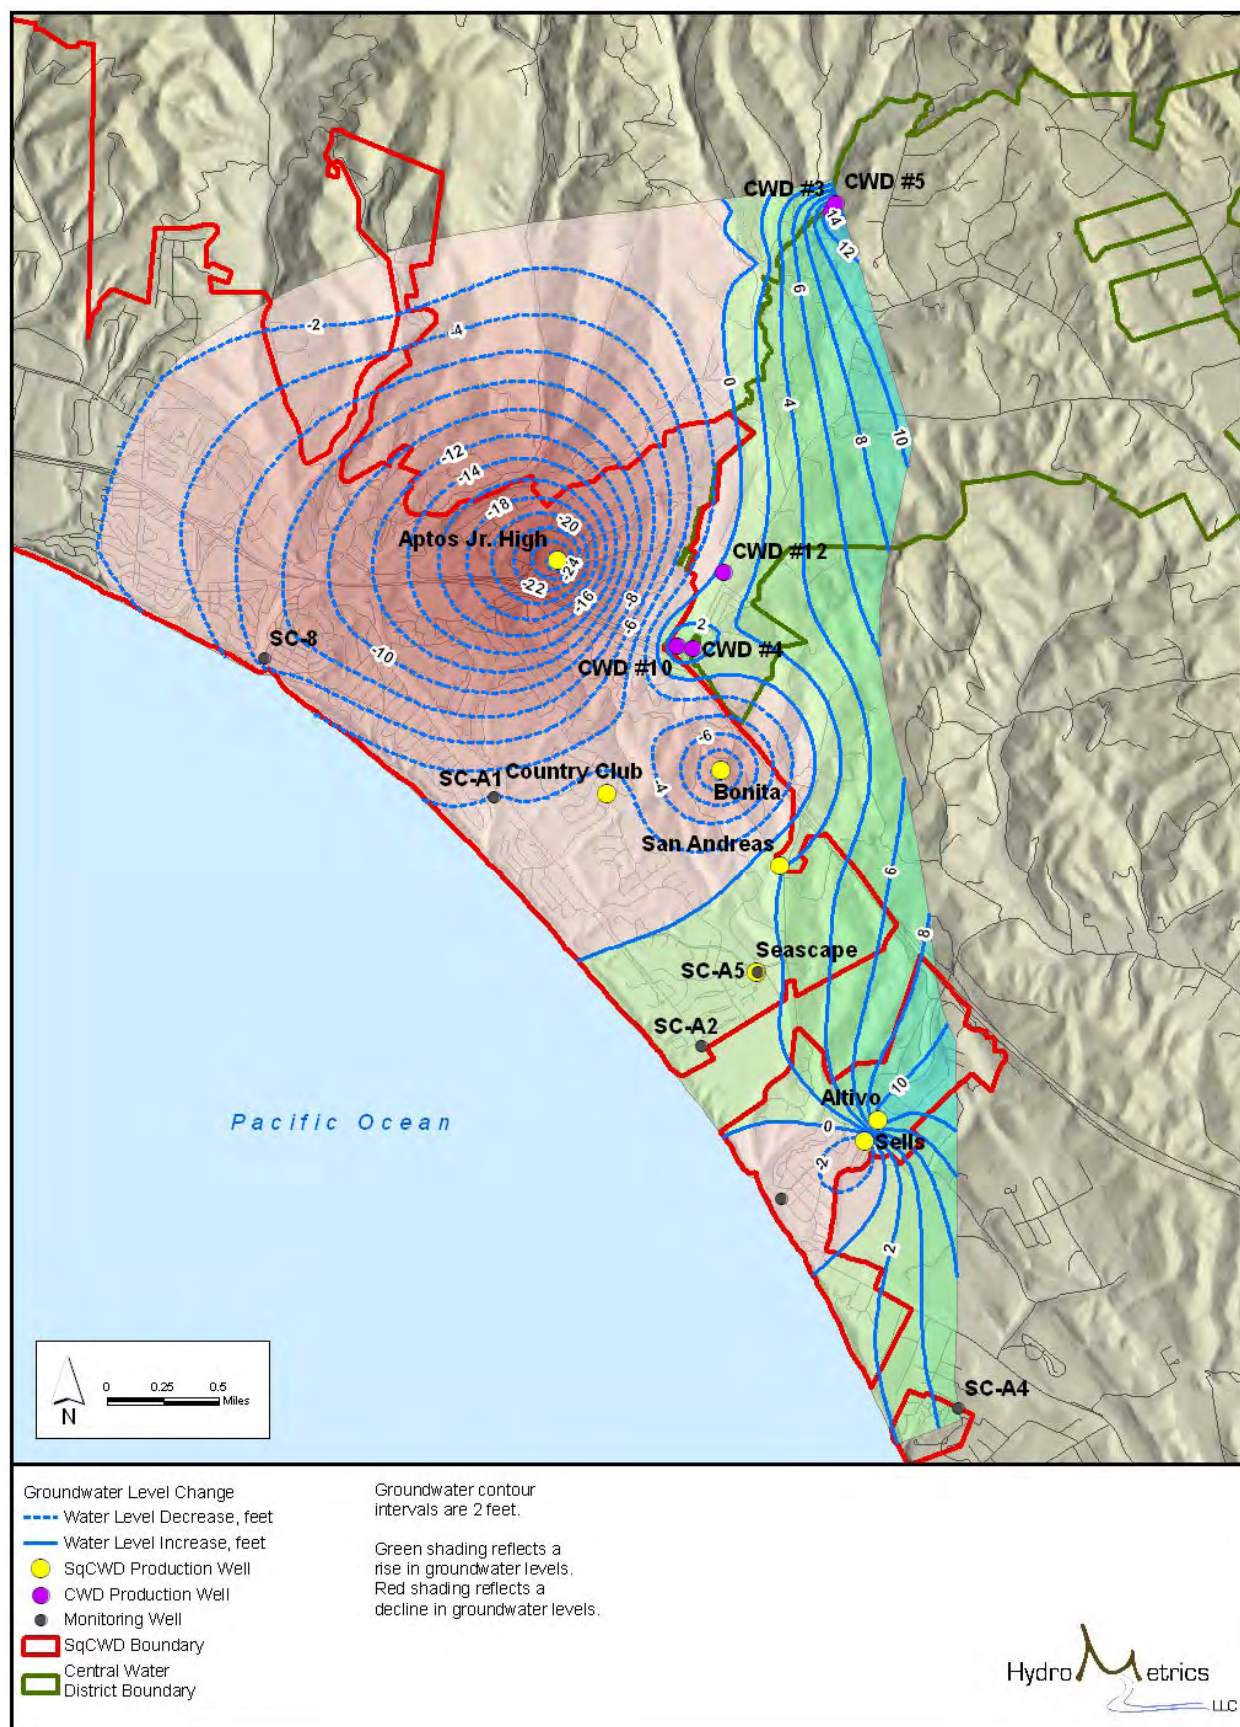 CWD #3
CWD #5
14
12
6
-2
-4
0
4
10
8
-12
-14
-18
-20
Aptos Jr. High
-24
CWD #12
-22
-16
-8
-6
2
SC-8
-10
CWD #10
CWD #4
-6
SC-A1
Country Club
-4
Bonita
San Andreas
6
8
Seascape
SC-A5
SC-A2
10
Altivo
0
Sells
-2
Pacific Ocean
2
SC-A4
0 0.25 0.5
Miles
N
Groundwater Level Change
Water Level Decrease, feet
Water Level Increase, feet
SqCWD Production Well
CWD Production Well
Monitoring Well
SqCWD Boundary
Central Water
District Boundary
Groundwater contour
intervals are 2 feet.
Green shading reflects a
rise in groundwater levels.
Red shading reflects a
decline in groundwater levels.
Hydro Metrics
LLC